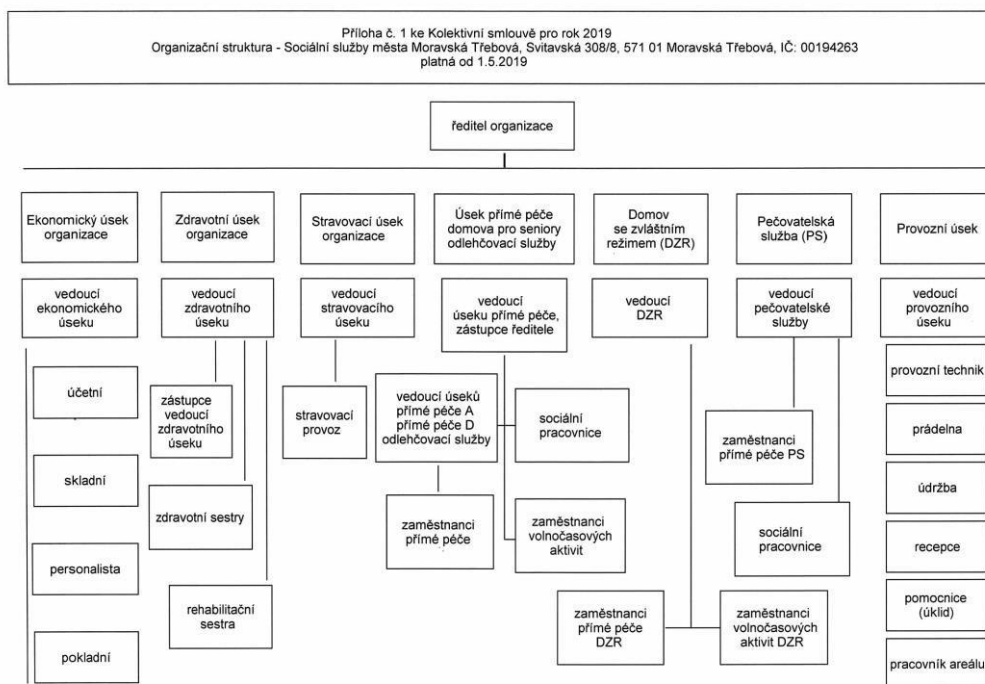 Příloha č. 1 ke Kolektivní smlouvě pro rok 2019
Organizační struktura - Sociální služby města Moravská Třebová, Svitavská 308/8, 571 01 Moravská Třebová, IČ: 00194263
platná od 1.5.2019
ředitel organizace
Ekonomický úsek
organizace
Zdravotní úsek
organizace
Stravovací úsek
organizace
Úsek přímé péče
domova pro seniory
odlehčovací služby
Domov
se zvláštním
režimem (DZR)
Pečovatelská
služba (PS)
Provozní úsek
vedoucí
ekonomického
úseku
vedoucí
zdravotního
úseku
vedoucí
stravovacího
úseku
vedoucí
úseku přímé péče,
zástupce ředitele
vedoucí
DZR
vedoucí
pečovatelské
služby
vedoucí
provozního
úseku
účetní
skladní
personalista
pokladní
zástupce
vedoucí
zdravotního
úseku
zdravotní sestry
rehabilitační
sestra
stravovací
provoz
vedoucí úseků
přímé péče A
přímé péče D
odlehčovací služby
sociální
pracovnice
zaměstnanci
přímé péče
zaměstnanci
volnočasových
aktivit
zaměstnanci
přímé péče
DZR
zaměstnanci
volnočasových
aktivit DZR
zaměstnanci
přímé péče PS
sociální
pracovnice
provozní technik
prádelna
údržba
recepce
pomocnice
(úklid)
pracovník areálu